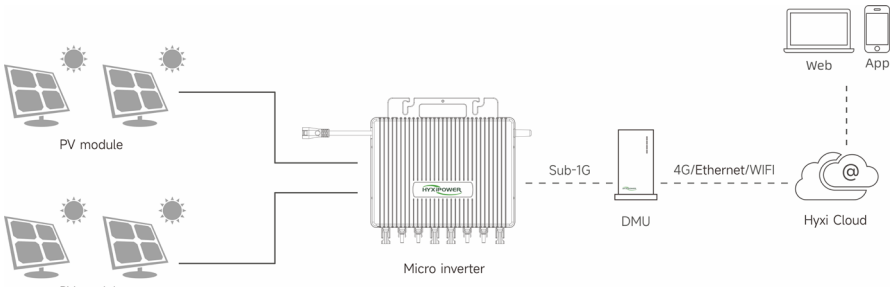 Web
App
PV module
Sub-1G
4G/Ethernet/WIFI
HYXiPOWER
@
DMU
Hyxi Cloud
Micro inverter